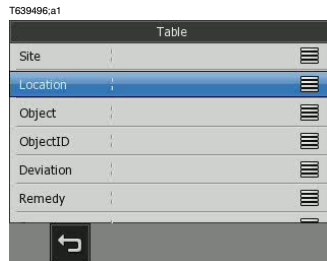 T639496;a1
Table
Site
Location
Object
ObjectID
Deviation
Remedy